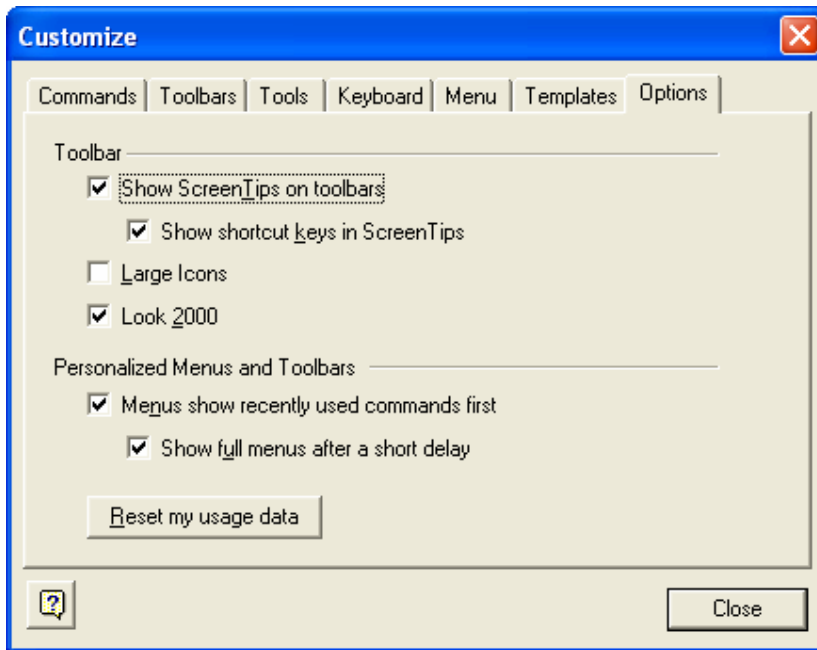 Customize
Commands Toolbars Tools Keyboard Menu Templates Options
Toolbar
Show ScreenTips on toolbars
Show shortcut keys in ScreenTips
Large Icons
Look 2000
Personalized Menus and Toolbars
Menus show recently used commands first
Show full menus after a short delay
Reset my usage data
?
Close